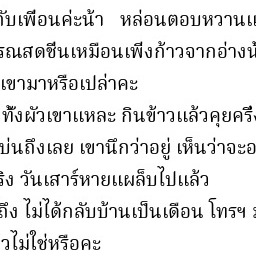 กับเพื่อนค่ะน้า หล่อนตอบหวานแ
รณสดชื่นเหมือนเพิ่งก้าวจากอ่างน้
เขามาหรือเปล่าคะ
ทั้งผัวเขาแหละ กินข้าวแล้วคุยครึ่
บ่นถึงเลย เขานึกว่าอยู่ เห็นว่าจะอ
ริง วันเสาร์หายแผล็บไปแล้ว
ถึง ไม่ได้กลับบ้านเป็นเดือน โทรฯ
วไม่ใช่หรือคะ